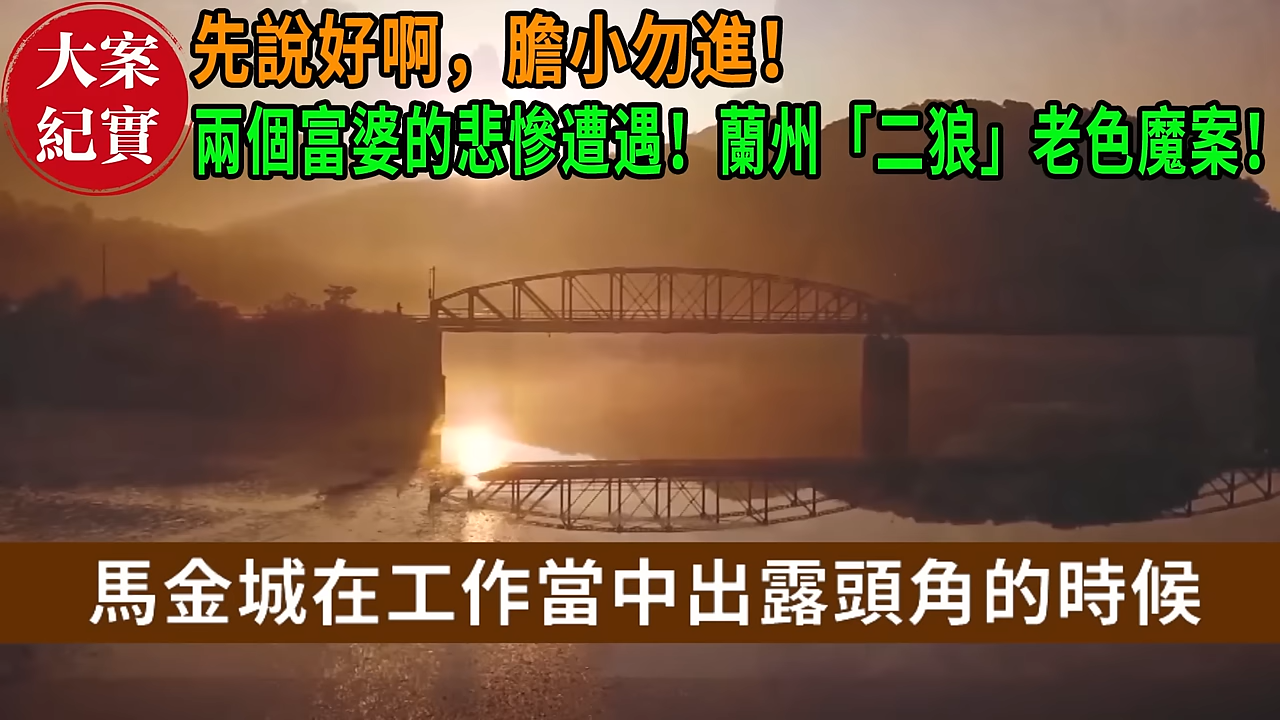 大案
紀實
先說好啊，膽小勿進！
兩個富婆的悲慘遭遇！蘭州「二狼」老色魔案！
馬金城在工作當中出露頭角的時候